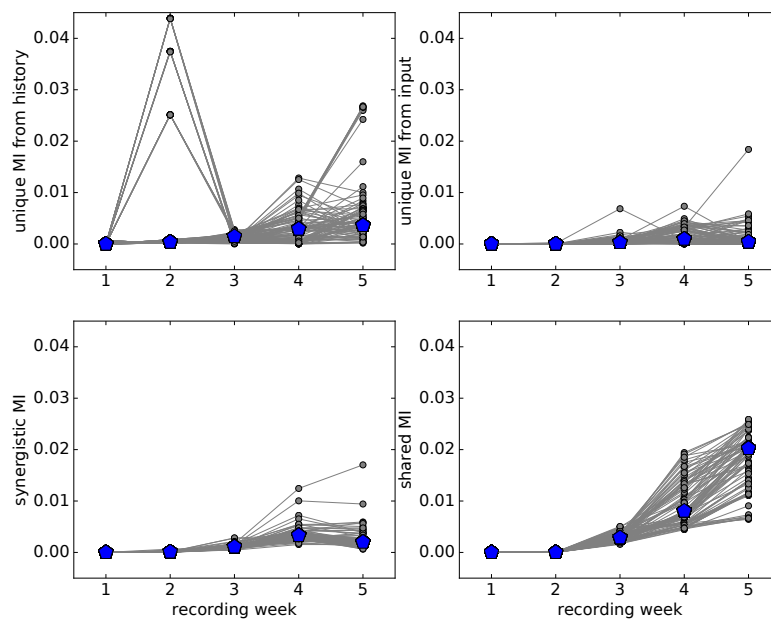 unique MI from history
0.04
0.03
0.02
0.01
0.00
1 2 3 4 5
unique MI from input
0.04
0.03
0.02
0.01
0.00
1 2 3 4 5
synergistic MI
0.04
0.03
0.02
0.01
0.00
1 2 3 4 5
recording week
shared MI
0.04
0.03
0.02
0.01
0.00
1 2 3 4 5
recording week